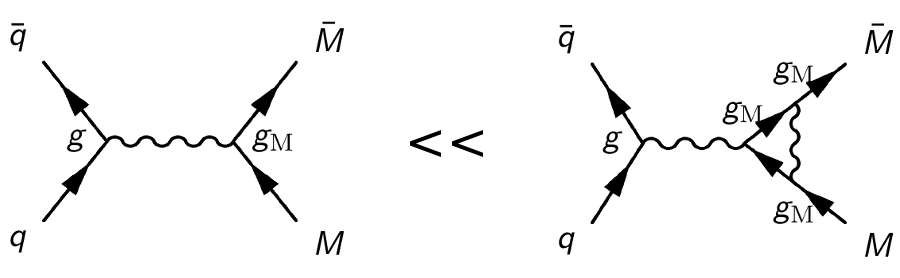 q̄ M̄ q̄ M̄
g_M
g g_M << g g_M
g_M
q M q M